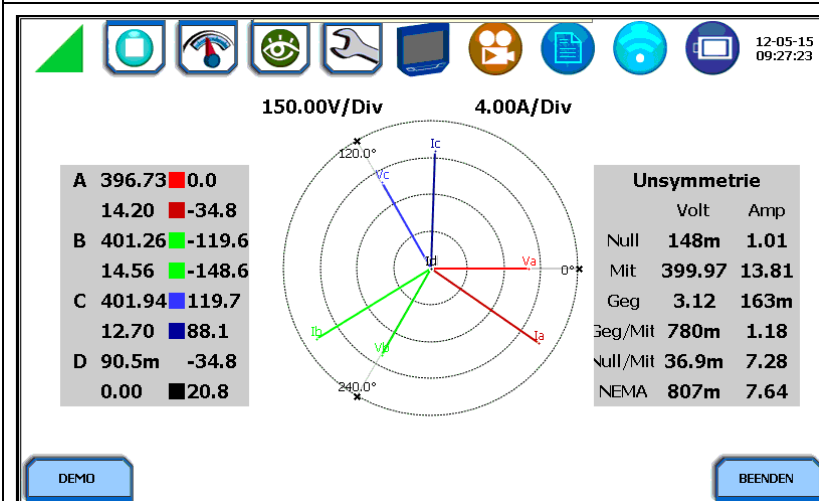 12-05-15
09:27:23
150.00V/Div 4.00A/Div
A 396.73 0.0
14.20 -34.8
B 401.26 -119.6
14.56 -148.6
C 401.94 119.7
12.70 88.1
D 90.5m -34.8
0.00 20.8
120.0°
Ic
Vc
Id
Va
0°
Ib
Vb
Ia
240.0°
Unsymmetrie
Volt Amp
Null 148m 1.01
Mit 399.97 13.81
Geg 3.12 163m
Geg/Mit 780m 1.18
Null/Mit 36.9m 7.28
NEMA 807m 7.64
DEMO
BEENDEN